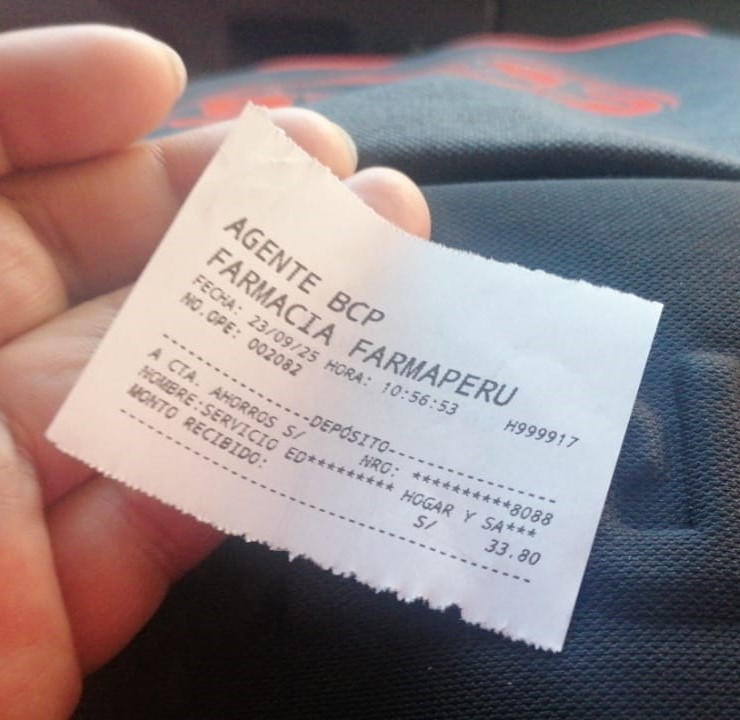 AGENTE BCP
FARMACIA FARMAPERU
FECHA: 23/09/25 HORA: 10:56:53 H999917
NO.OPE: 002082
--------------------DEPÓSITO--------------------
A CTA. AHORROS S/ NRO: **********8088
NOMBRE:SERVICIO ED********* HOGAR Y SA***
MONTO RECIBIDO: S/ 33.80